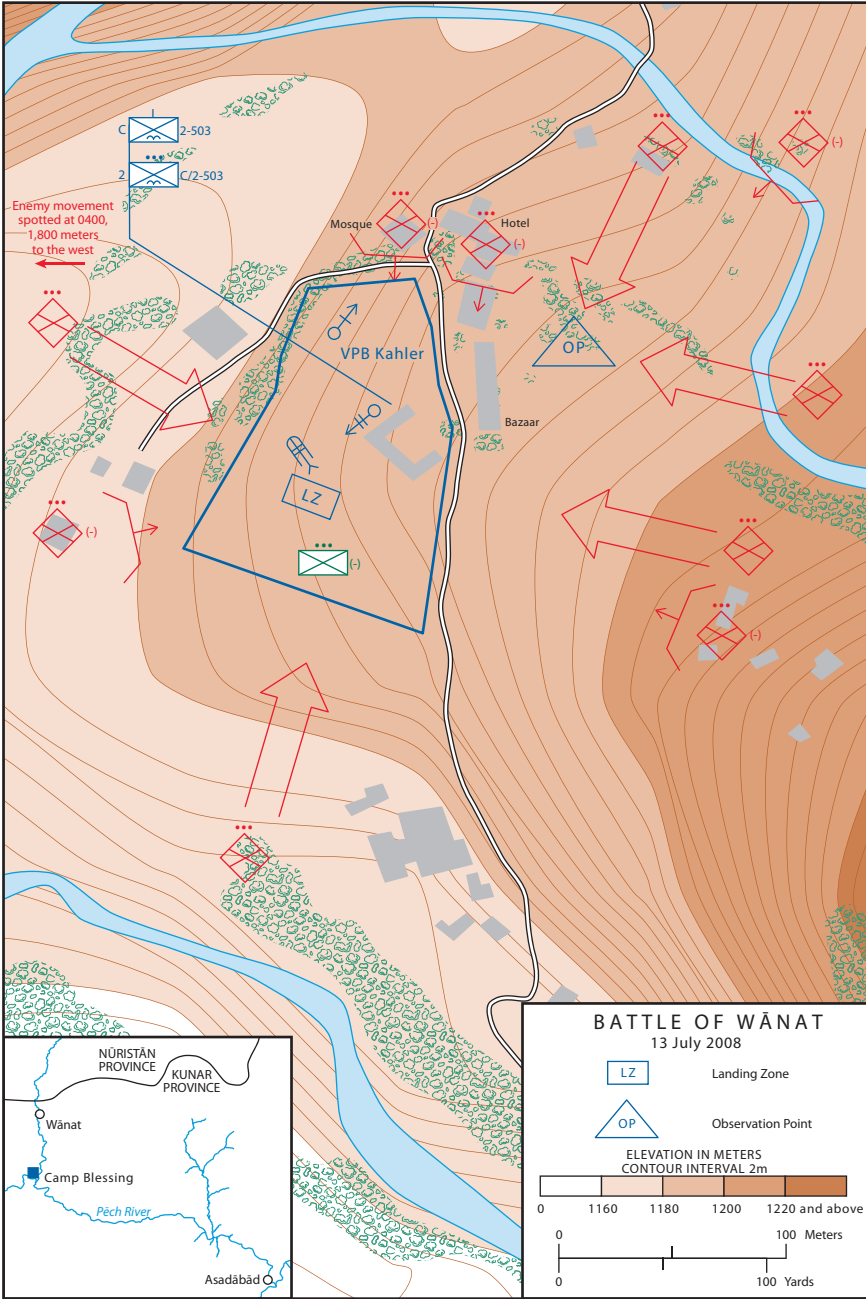 C 2-503
2 C/2-503
Enemy movement
spotted at 0400,
1,800 meters
to the west
(-)
Mosque
(-)
Hotel
(-)
VPB Kahler
OP
Bazaar
LZ
(-)
(-)
(-)
BATTLE OF WĀNAT
13 July 2008
LZ Landing Zone
OP Observation Point
ELEVATION IN METERS
CONTOUR INTERVAL 2m
0 1160 1180 1200 1220 and above
0 100 Meters
0 100 Yards
NŪRISTĀN
PROVINCE
KUNAR
PROVINCE
Wānat
Camp Blessing
Pēch River
Asadābād